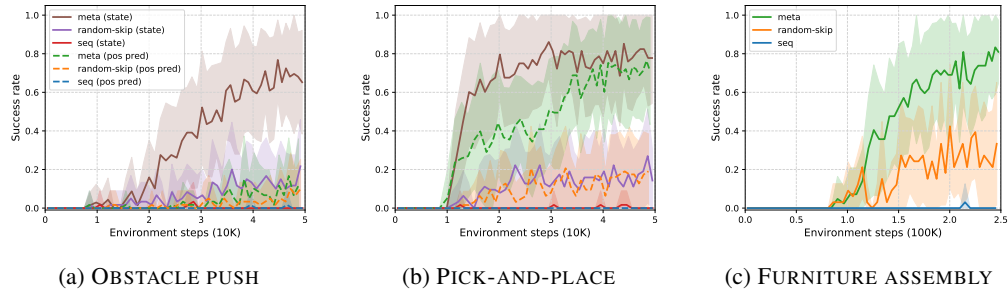 1.0
0.8
0.6
0.4
0.2
0.0
Success rate
meta (state)
random-skip (state)
seq (state)
meta (pos pred)
random-skip (pos pred)
seq (pos pred)
0 1 2 3 4 5
Environment steps (10K)
(a) OBSTACLE PUSH
1.0
0.8
0.6
0.4
0.2
0.0
Success rate
0 1 2 3 4 5
Environment steps (10K)
(b) PICK-AND-PLACE
1.0
0.8
0.6
0.4
0.2
0.0
Success rate
meta
random-skip
seq
0.0 0.5 1.0 1.5 2.0 2.5
Environment steps (100K)
(c) FURNITURE ASSEMBLY